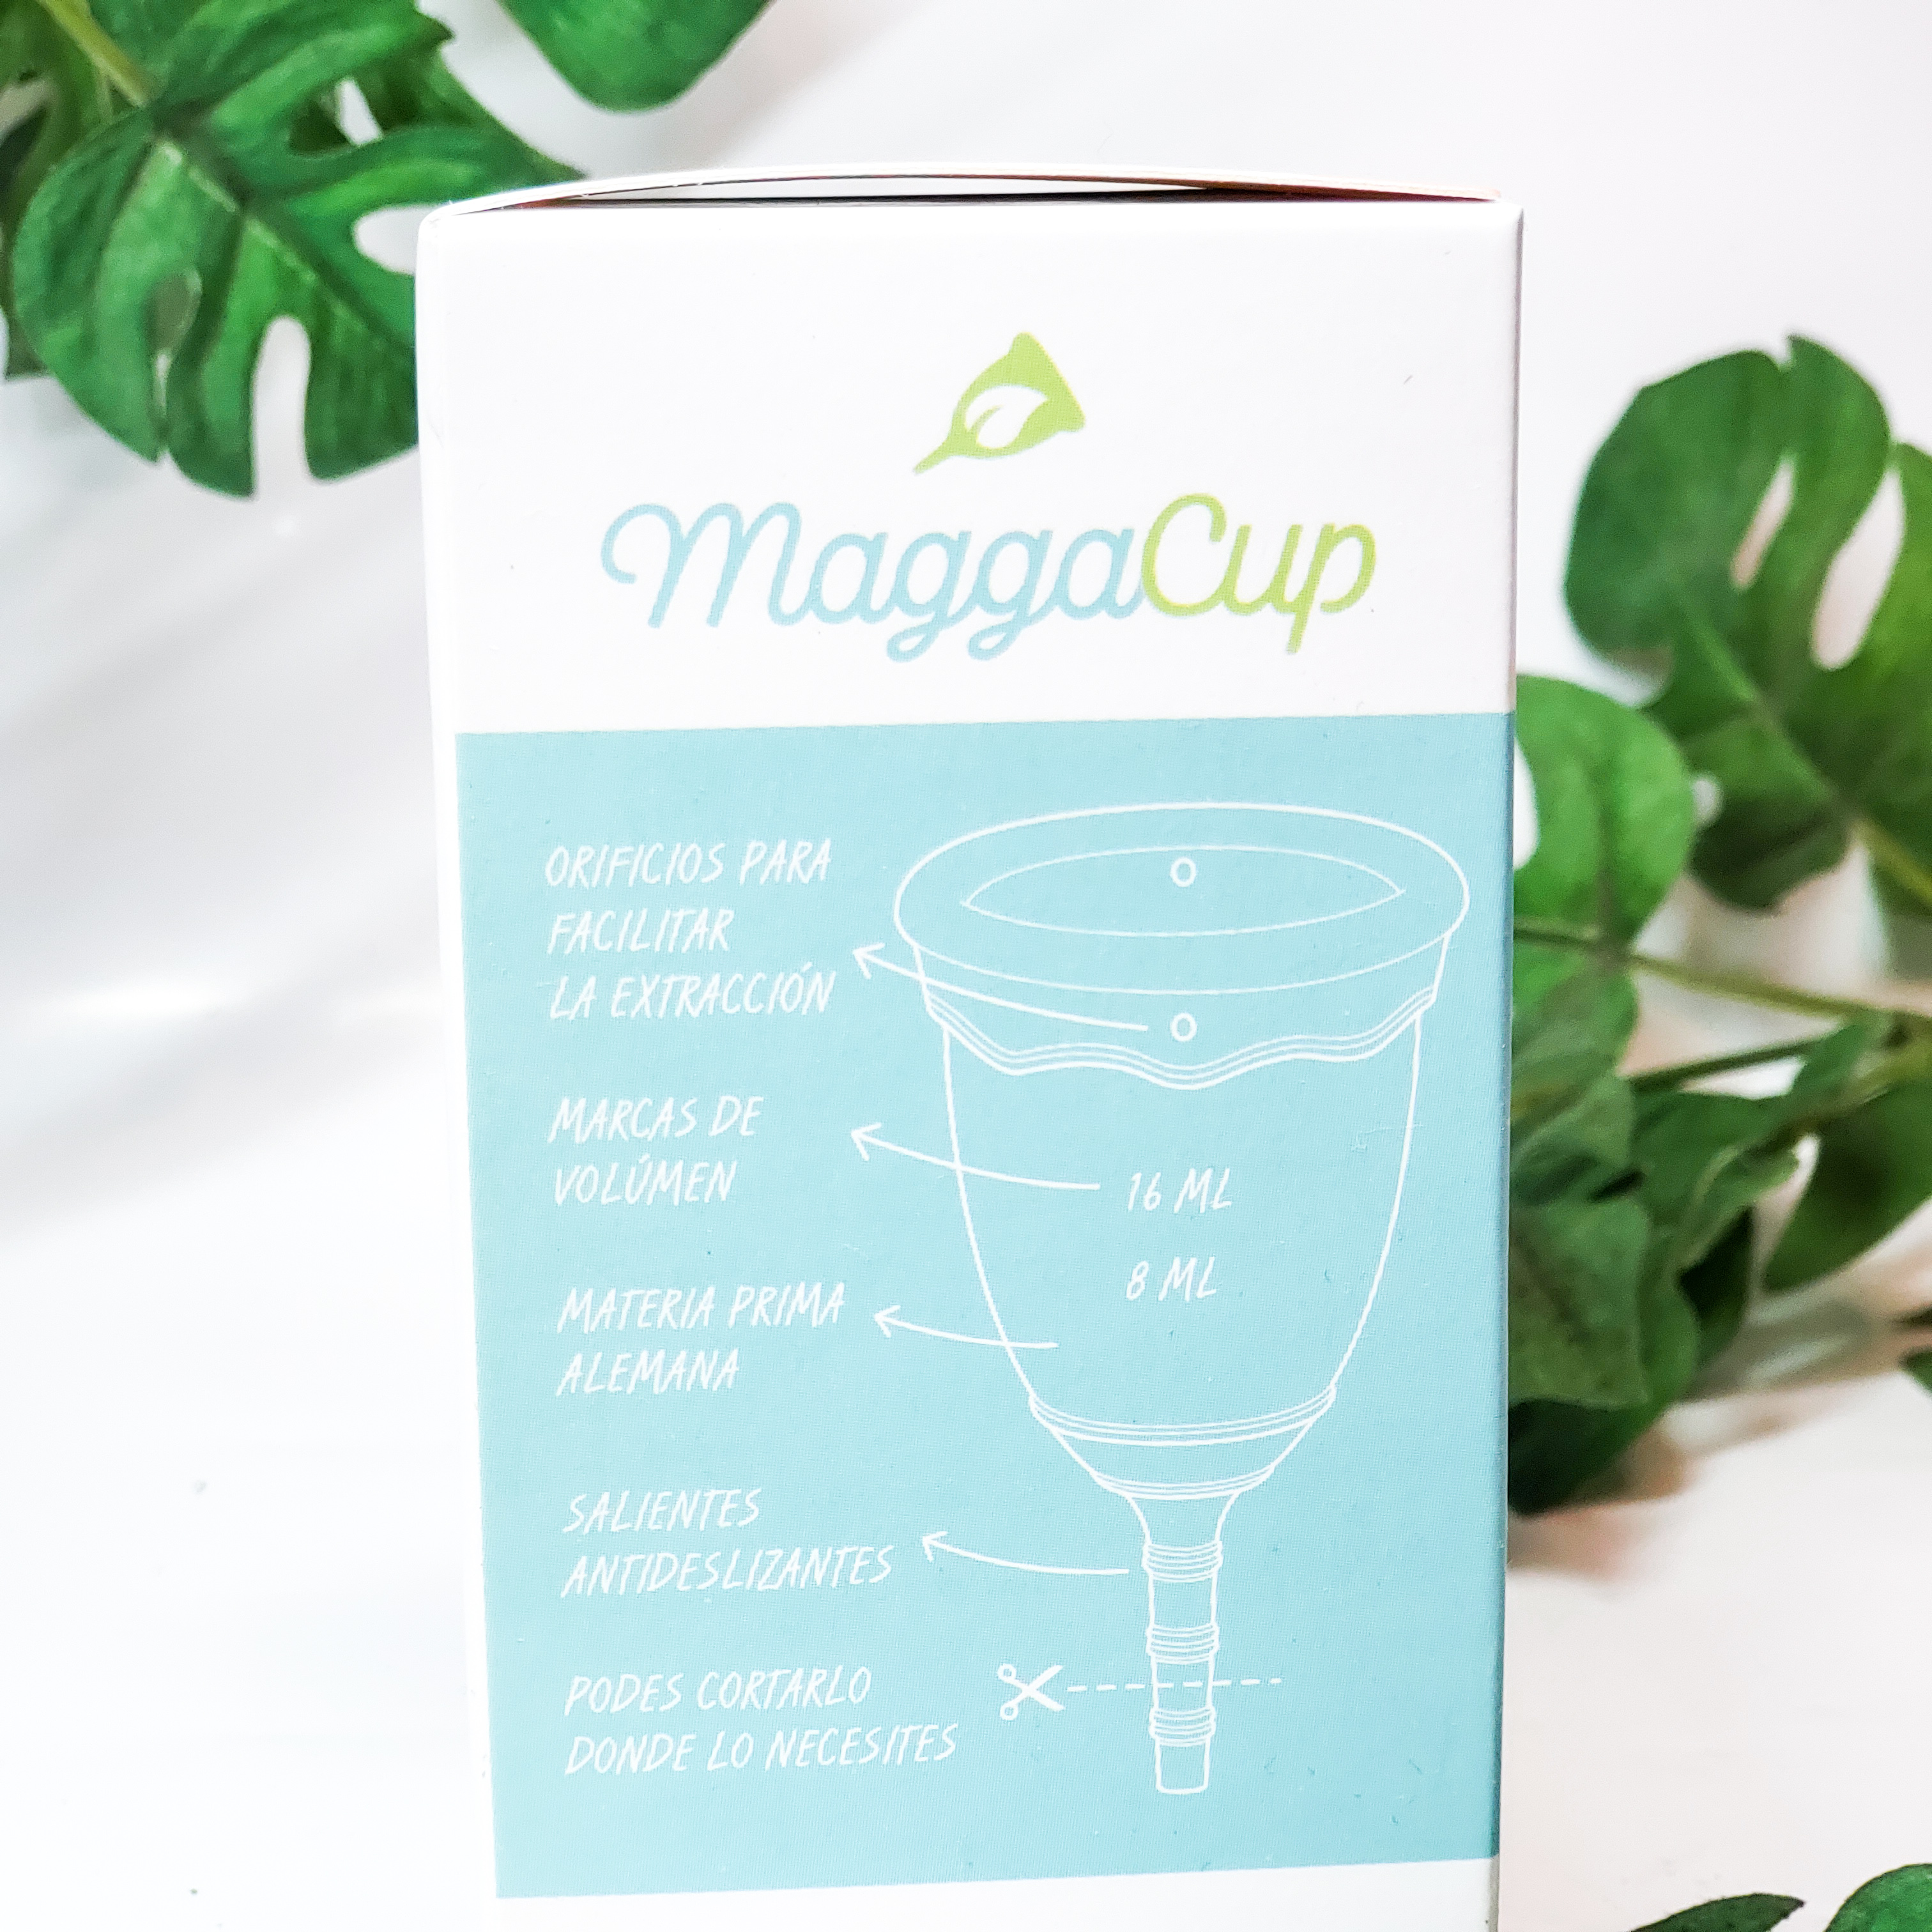 MaggaCup
ORIFICIOS PARA
FACILITAR
LA EXTRACCIÓN
MARCAS DE
VOLÚMEN
16 ML
8 ML
MATERIA PRIMA
ALEMANA
SALIENTES
ANTIDESLIZANTES
PODES CORTARLO
DONDE LO NECESITES